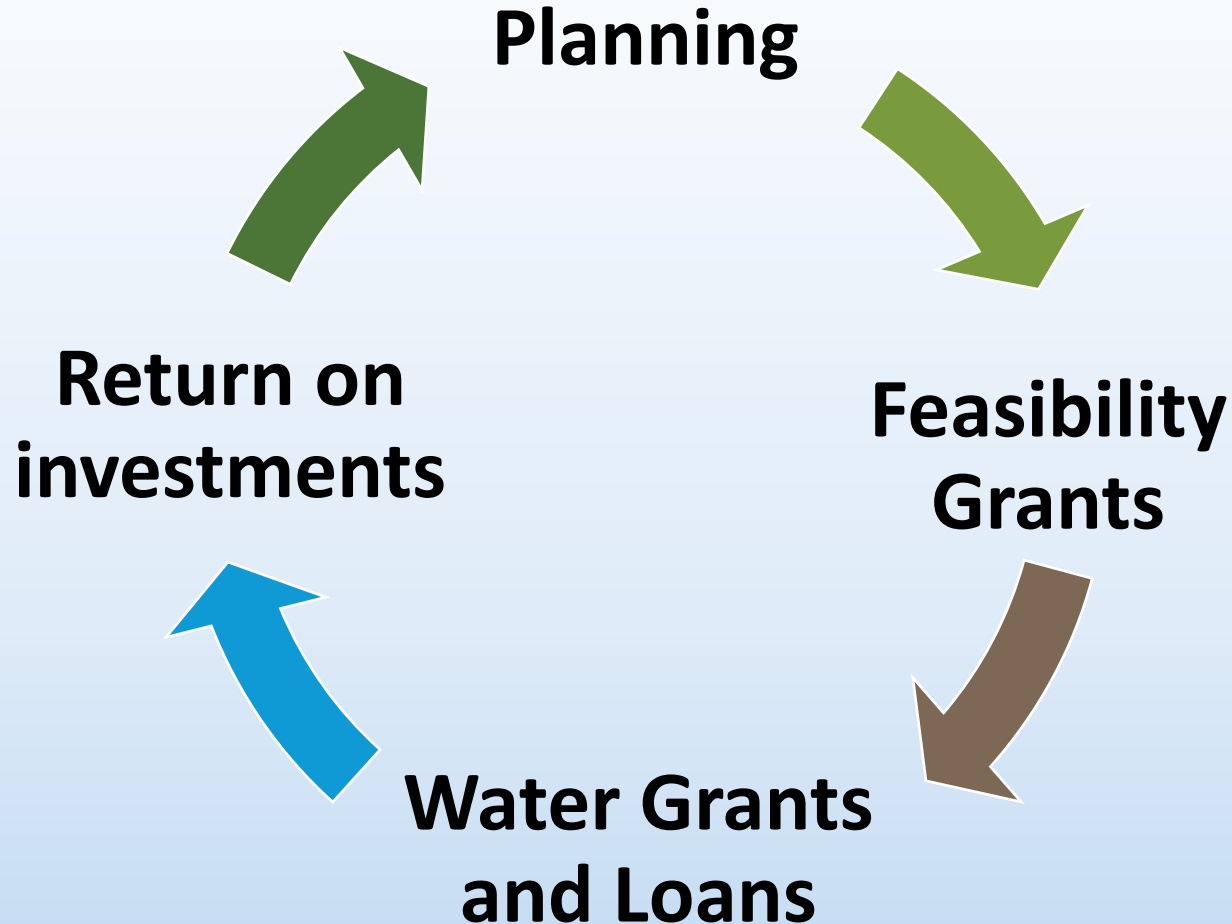 Planning
Feasibility
Grants
Water Grants
and Loans
Return on
investments